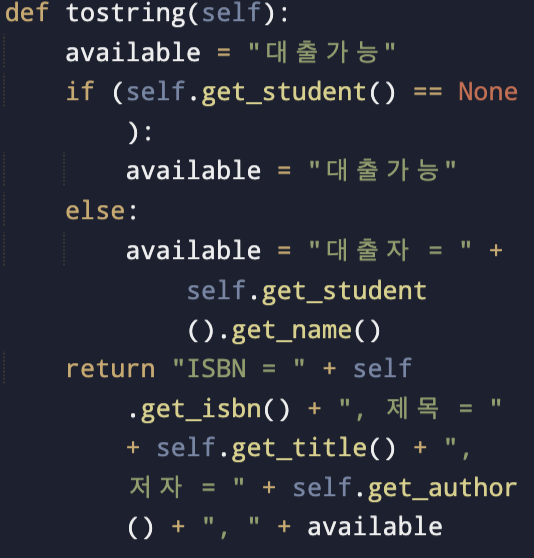 def tostring(self):
available = "대출가능"
if (self.get_student() == None
):
available = "대출가능"
else:
available = "대출자 = " +
self.get_student
().get_name()
return "ISBN = " + self
.get_isbn() + ", 제목 = "
+ self.get_title() + ",
저자 = " + self.get_author
() + ", " + available